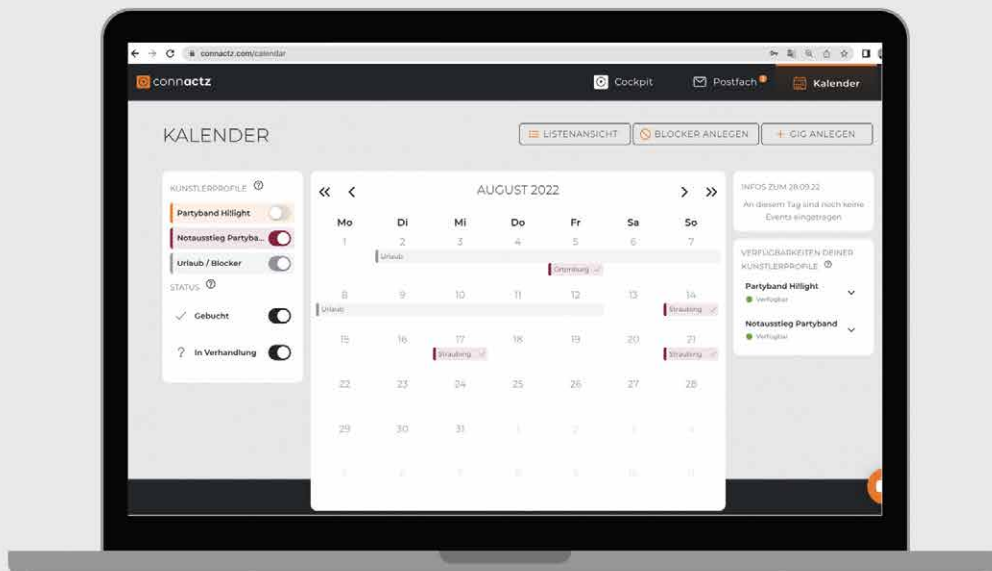 connactz.com/calendar
connactz
Cockpit
Postfach
Kalender
KALENDER
LISTENANSICHT
BLOCKER ANLEGEN
GIG ANLEGEN
KÜNSTLERPROFILE
Partyband Hillight
Notausstieg Partyba...
Urlaub / Blocker
STATUS
Gebucht
In Verhandlung
AUGUST 2022
Mo Di Mi Do Fr Sa So
1 2 3 4 5 6 7
Urlaub
8 9 10 11 12 13 14
Urlaub Straubing
15 16 17 18 19 20 21
Straubing Straubing
22 23 24 25 26 27 28
29 30 31 1 2 3 4
INFOS ZUM 28.09.22
An diesem Tag sind noch keine
Events eingetragen
VERFÜGBARKEITEN DEINER
KÜNSTLERPROFILE
Partyband Hillight
Verfügbar
Notausstieg Partyband
Verfügbar